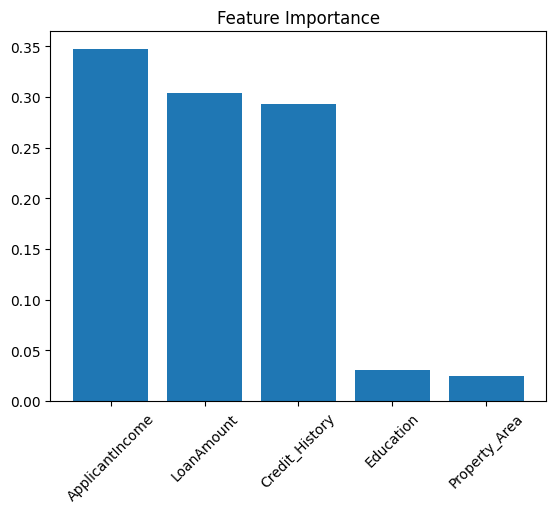 Feature Importance
0.35
0.30
0.25
0.20
0.15
0.10
0.05
0.00
ApplicantIncome
LoanAmount
Credit_History
Education
Property_Area